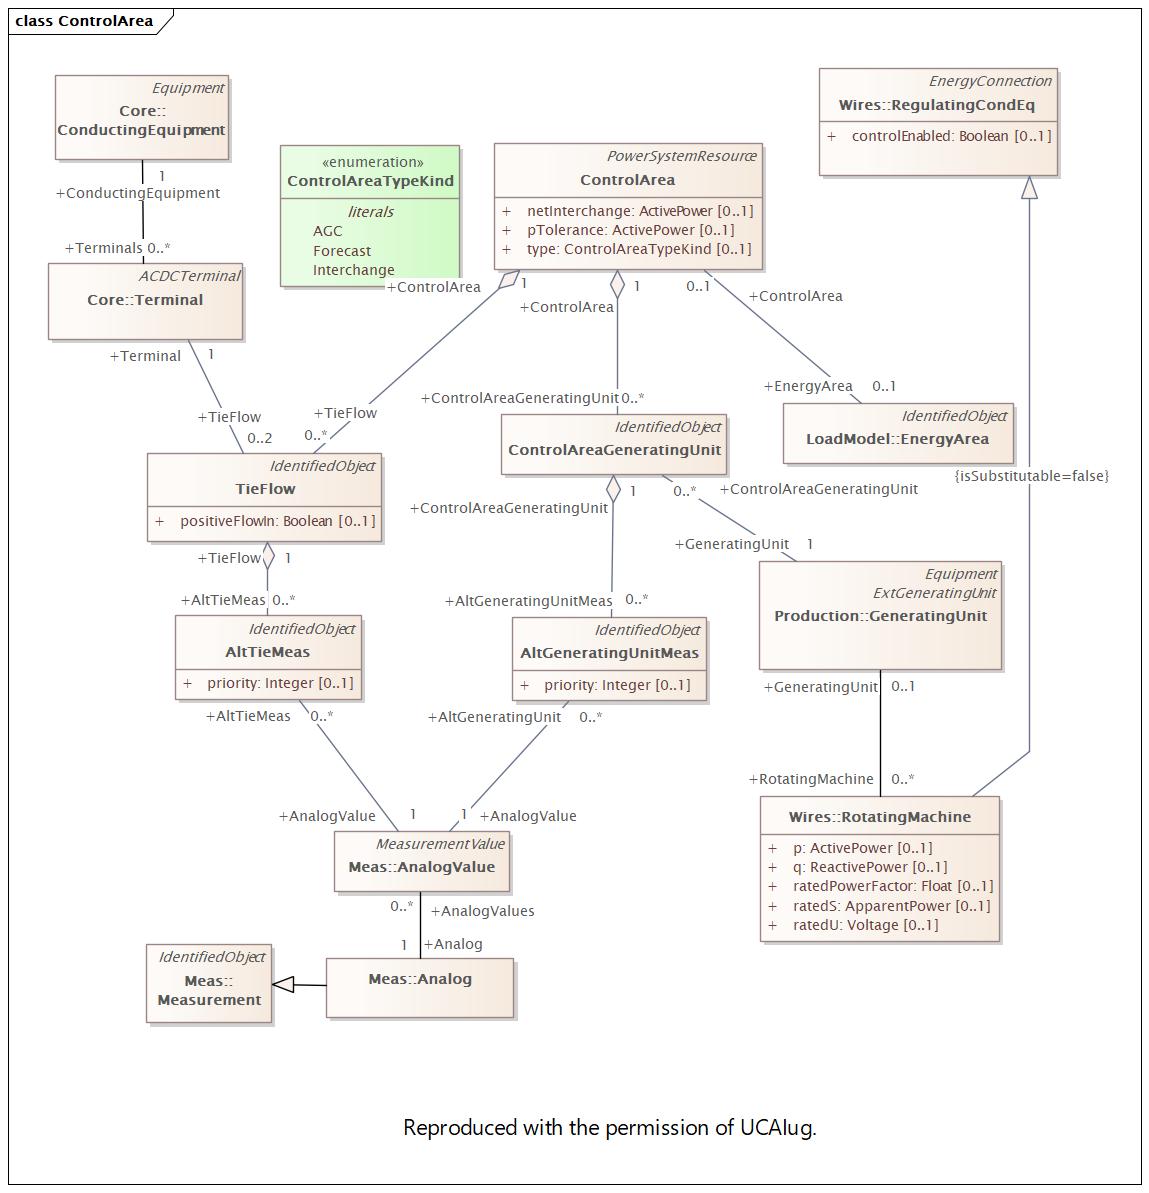 class ControlArea
Equipment
Core::
ConductingEquipment
1
+ConductingEquipment
+Terminals 0..*
ACDCTerminal
Core::Terminal
+Terminal 1
+TieFlow
0..2
«enumeration»
ControlAreaTypeKind
literals
AGC
Forecast
Interchange
PowerSystemResource
ControlArea
+ netInterchange: ActivePower [0..1]
+ pTolerance: ActivePower [0..1]
+ type: ControlAreaTypeKind [0..1]
EnergyConnection
Wires::RegulatingCondEq
+ controlEnabled: Boolean [0..1]
+ControlArea 1
+TieFlow
0..*
+ControlArea 1
+ControlAreaGeneratingUnit 0..*
0..1 +ControlArea
+EnergyArea 0..1
IdentifiedObject
LoadModel::EnergyArea
{isSubstitutable=false}
IdentifiedObject
TieFlow
+ positiveFlowIn: Boolean [0..1]
IdentifiedObject
ControlAreaGeneratingUnit
+ControlAreaGeneratingUnit 1
0..* +ControlAreaGeneratingUnit
+GeneratingUnit 1
+TieFlow 1
+AltTieMeas 0..*
+AltGeneratingUnitMeas 0..*
Equipment
ExtGeneratingUnit
Production::GeneratingUnit
IdentifiedObject
AltTieMeas
+ priority: Integer [0..1]
IdentifiedObject
AltGeneratingUnitMeas
+ priority: Integer [0..1]
+GeneratingUnit 0..1
+RotatingMachine 0..*
+AltTieMeas 0..*
+AltGeneratingUnit 0..*
+AnalogValue 1
1 +AnalogValue
Wires::RotatingMachine
+ p: ActivePower [0..1]
+ q: ReactivePower [0..1]
+ ratedPowerFactor: Float [0..1]
+ ratedS: ApparentPower [0..1]
+ ratedU: Voltage [0..1]
MeasurementValue
Meas::AnalogValue
0..* +AnalogValues
1 +Analog
IdentifiedObject
Meas::
Measurement
Meas::Analog
Reproduced with the permission of UCAIug.